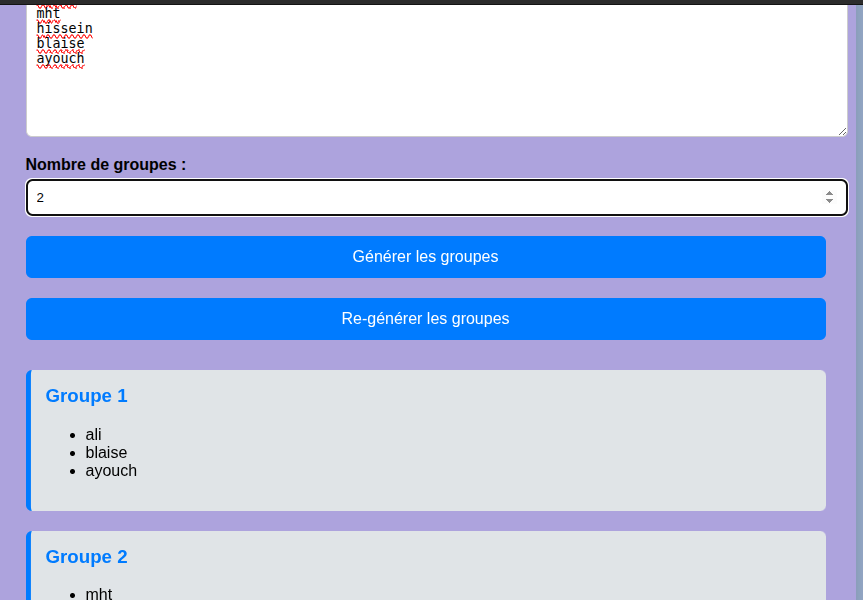 mht
hissein
blaise
ayouch
Nombre de groupes :
2
Générer les groupes
Re-générer les groupes
Groupe 1
ali
blaise
ayouch
Groupe 2
mht